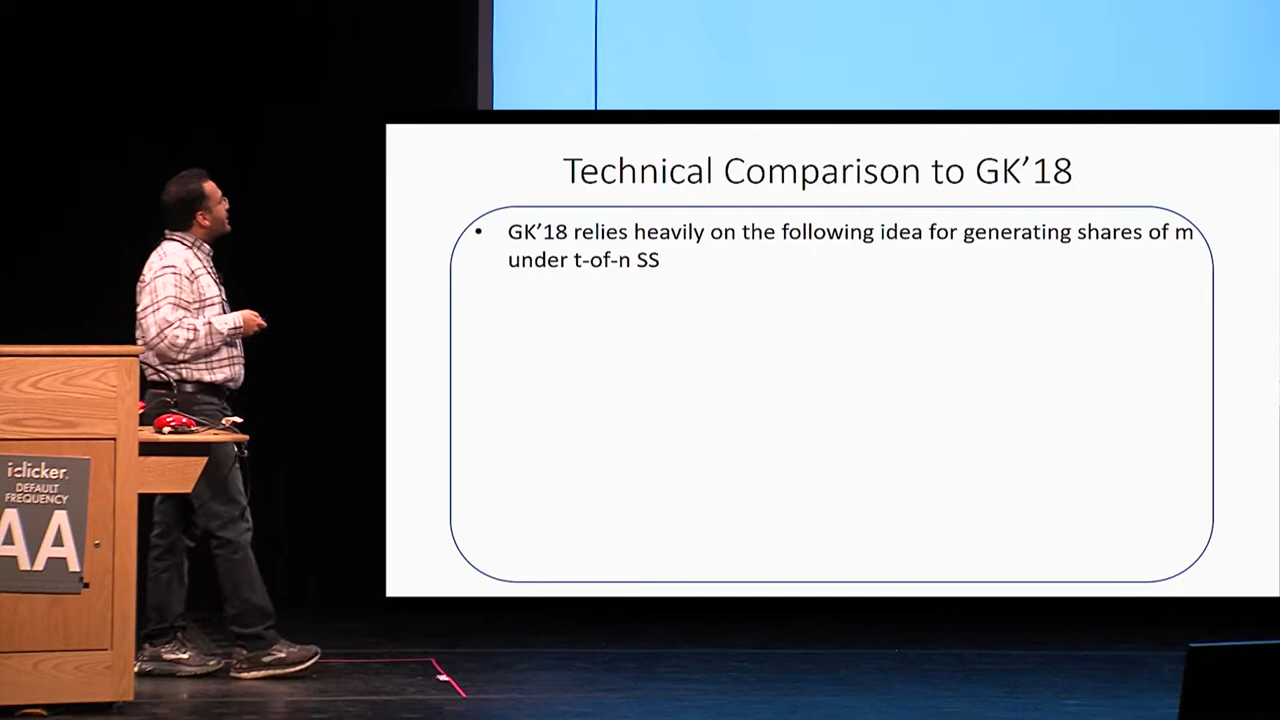 Technical Comparison to GK’18
• GK’18 relies heavily on the following idea for generating shares of m
under t-of-n SS
iclicker.
DEFAULT
FREQUENCY
AA